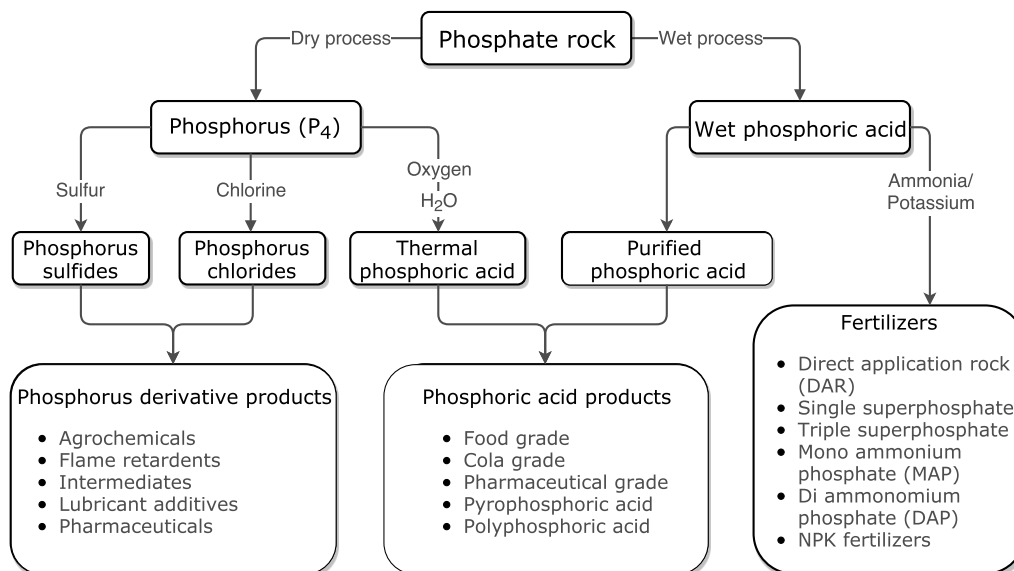 Phosphate rock
Dry process
Wet process
Phosphorus (P4)
Wet phosphoric acid
Sulfur
Chlorine
Oxygen
H2O
Ammonia/
Potassium
Phosphorus
sulfides
Phosphorus
chlorides
Thermal
phosphoric acid
Purified
phosphoric acid
Phosphorus derivative products
• Agrochemicals
• Flame retardents
• Intermediates
• Lubricant additives
• Pharmaceuticals
Phosphoric acid products
• Food grade
• Cola grade
• Pharmaceutical grade
• Pyrophosphoric acid
• Polyphosphoric acid
Fertilizers
• Direct application rock
(DAR)
• Single superphosphate
• Triple superphosphate
• Mono ammonium
phosphate (MAP)
• Di ammonomium
phosphate (DAP)
• NPK fertilizers